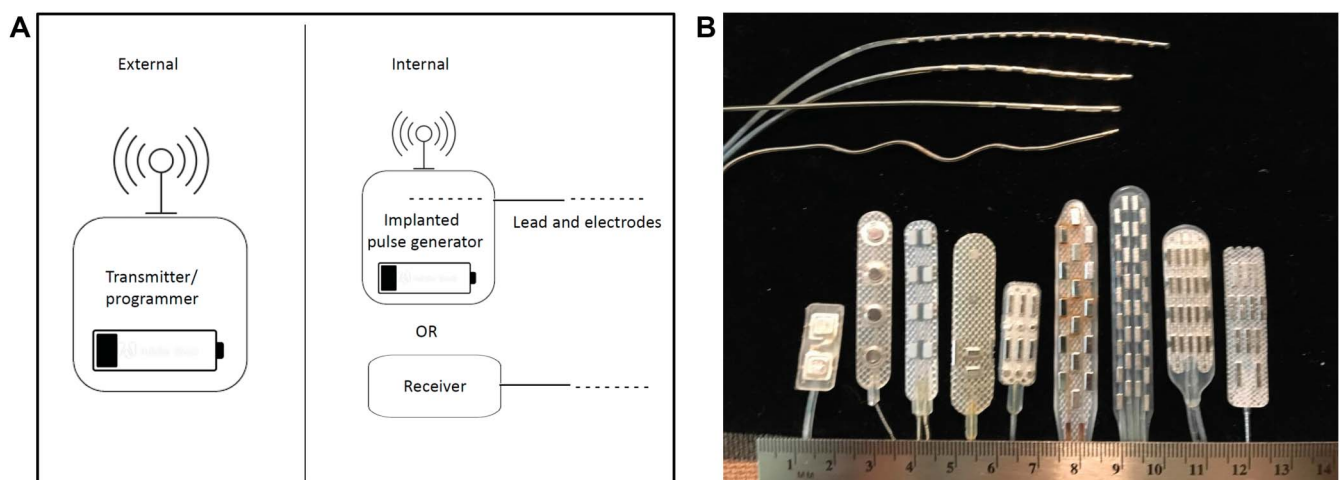 A
External
Transmitter/
programmer
Internal
Implanted
pulse generator
Lead and electrodes
OR
Receiver
B
1 2 3 4 5 6 7 8 9 10 11 12 13 14
MM